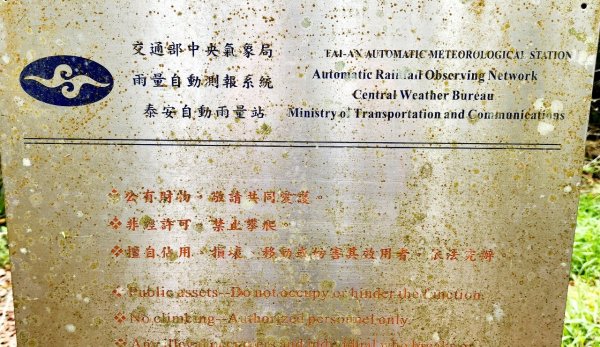 交通部中央氣象局
雨量自動測報系統
泰安自動雨量站
TAI-AN AUTOMATIC METEOROLOGICAL STATION
Automatic Rainfall Observing Network
Central Weather Bureau
Ministry of Transportation and Communications
❖公有財物，敬請共同愛護。
❖非經許可，禁止攀爬。
❖擅自佔用、損壞、移動或妨害其效用者，依法究辦
❖Public assets—Do not occupy or hinder the function.
❖No climbing—Authorized personnel only.
❖Any